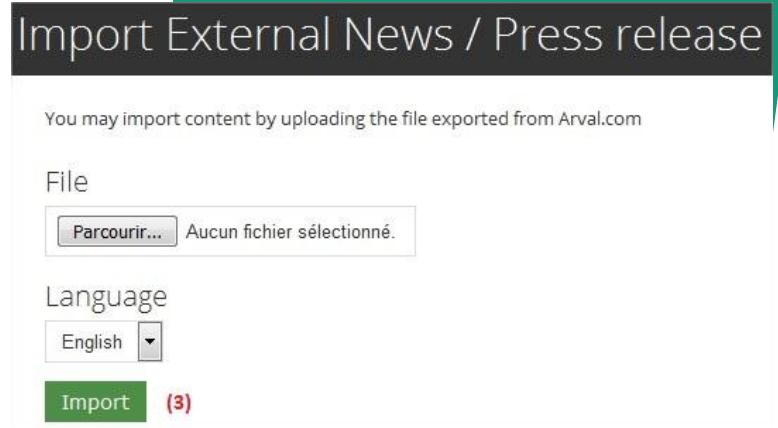 Import External News / Press release
You may import content by uploading the file exported from Arval.com
File
Parcourir... Aucun fichier sélectionné.
Language
English
Import (3)